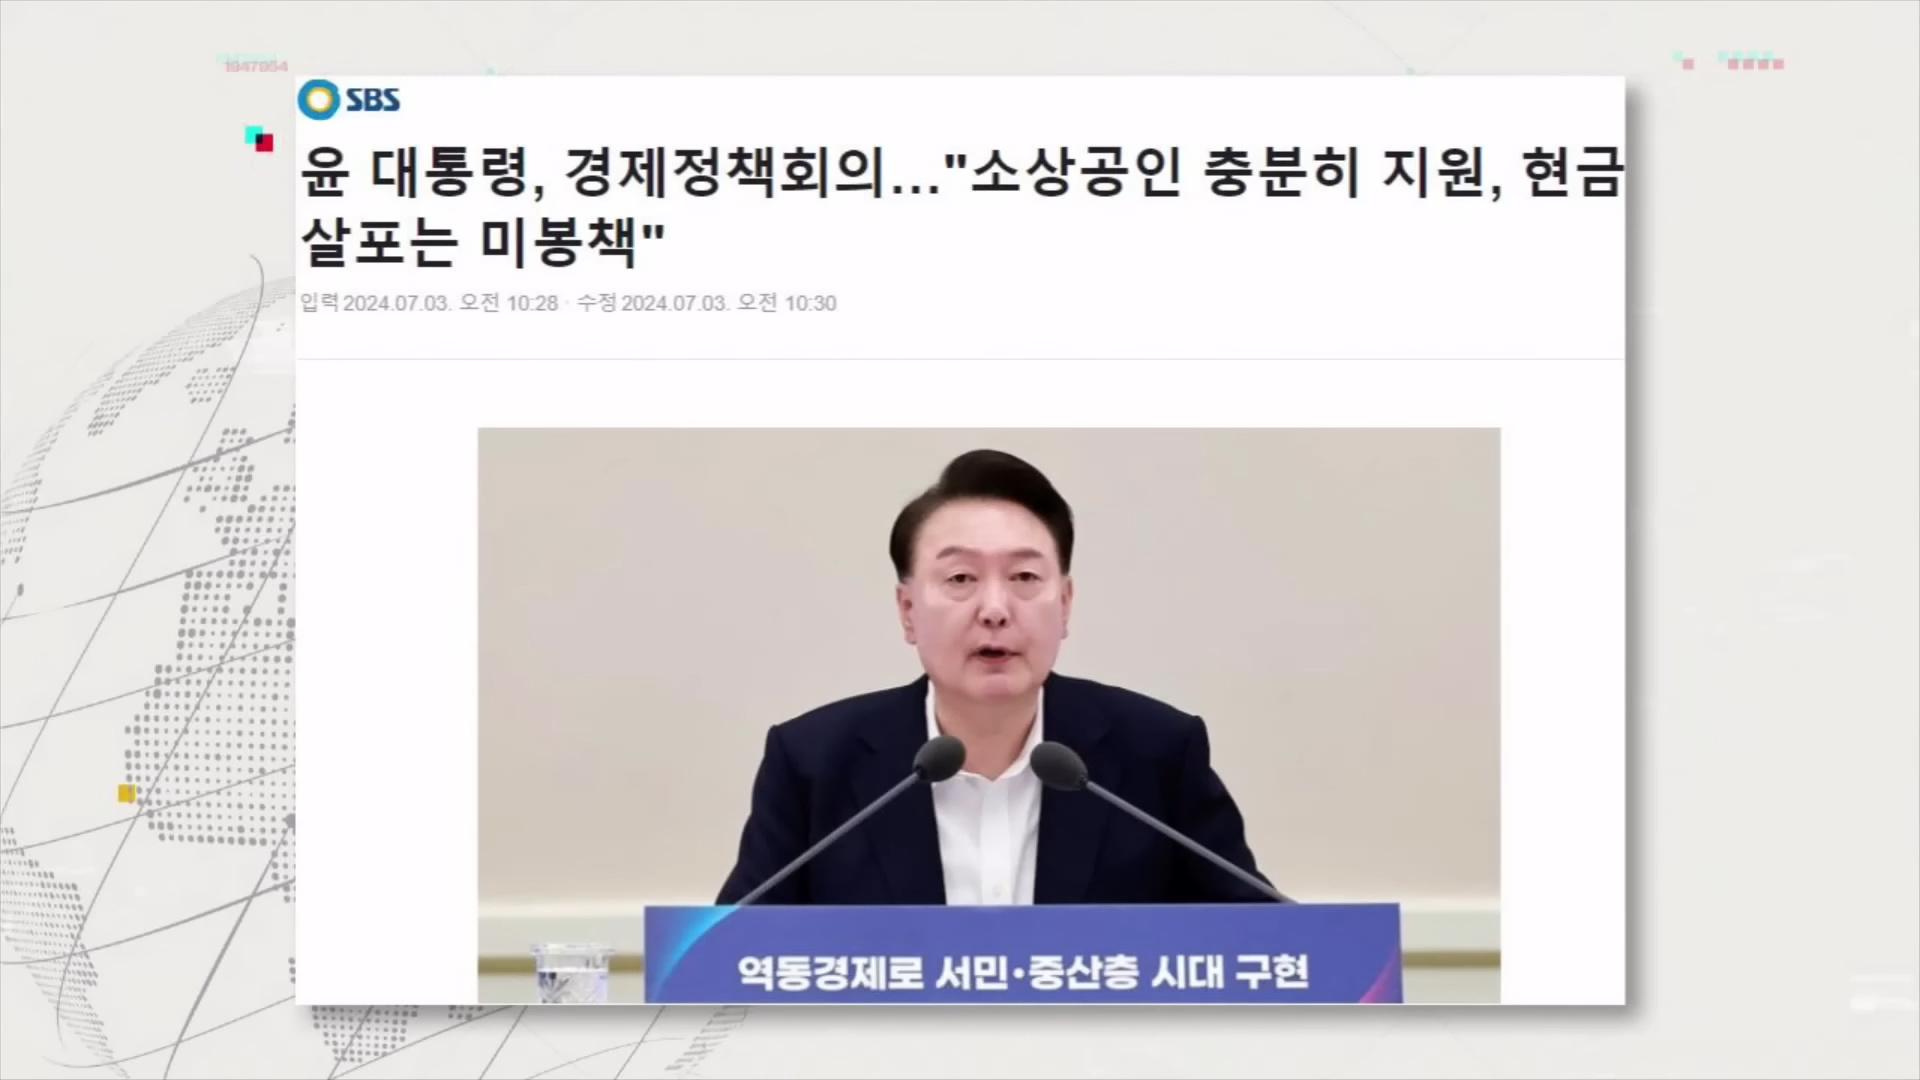 1947954
SBS
윤 대통령, 경제정책회의..."소상공인 충분히 지원, 현금
살포는 미봉책"
입력 2024.07.03. 오전 10:28 · 수정 2024.07.03. 오전 10:30
역동경제로 서민·중산층 시대 구현